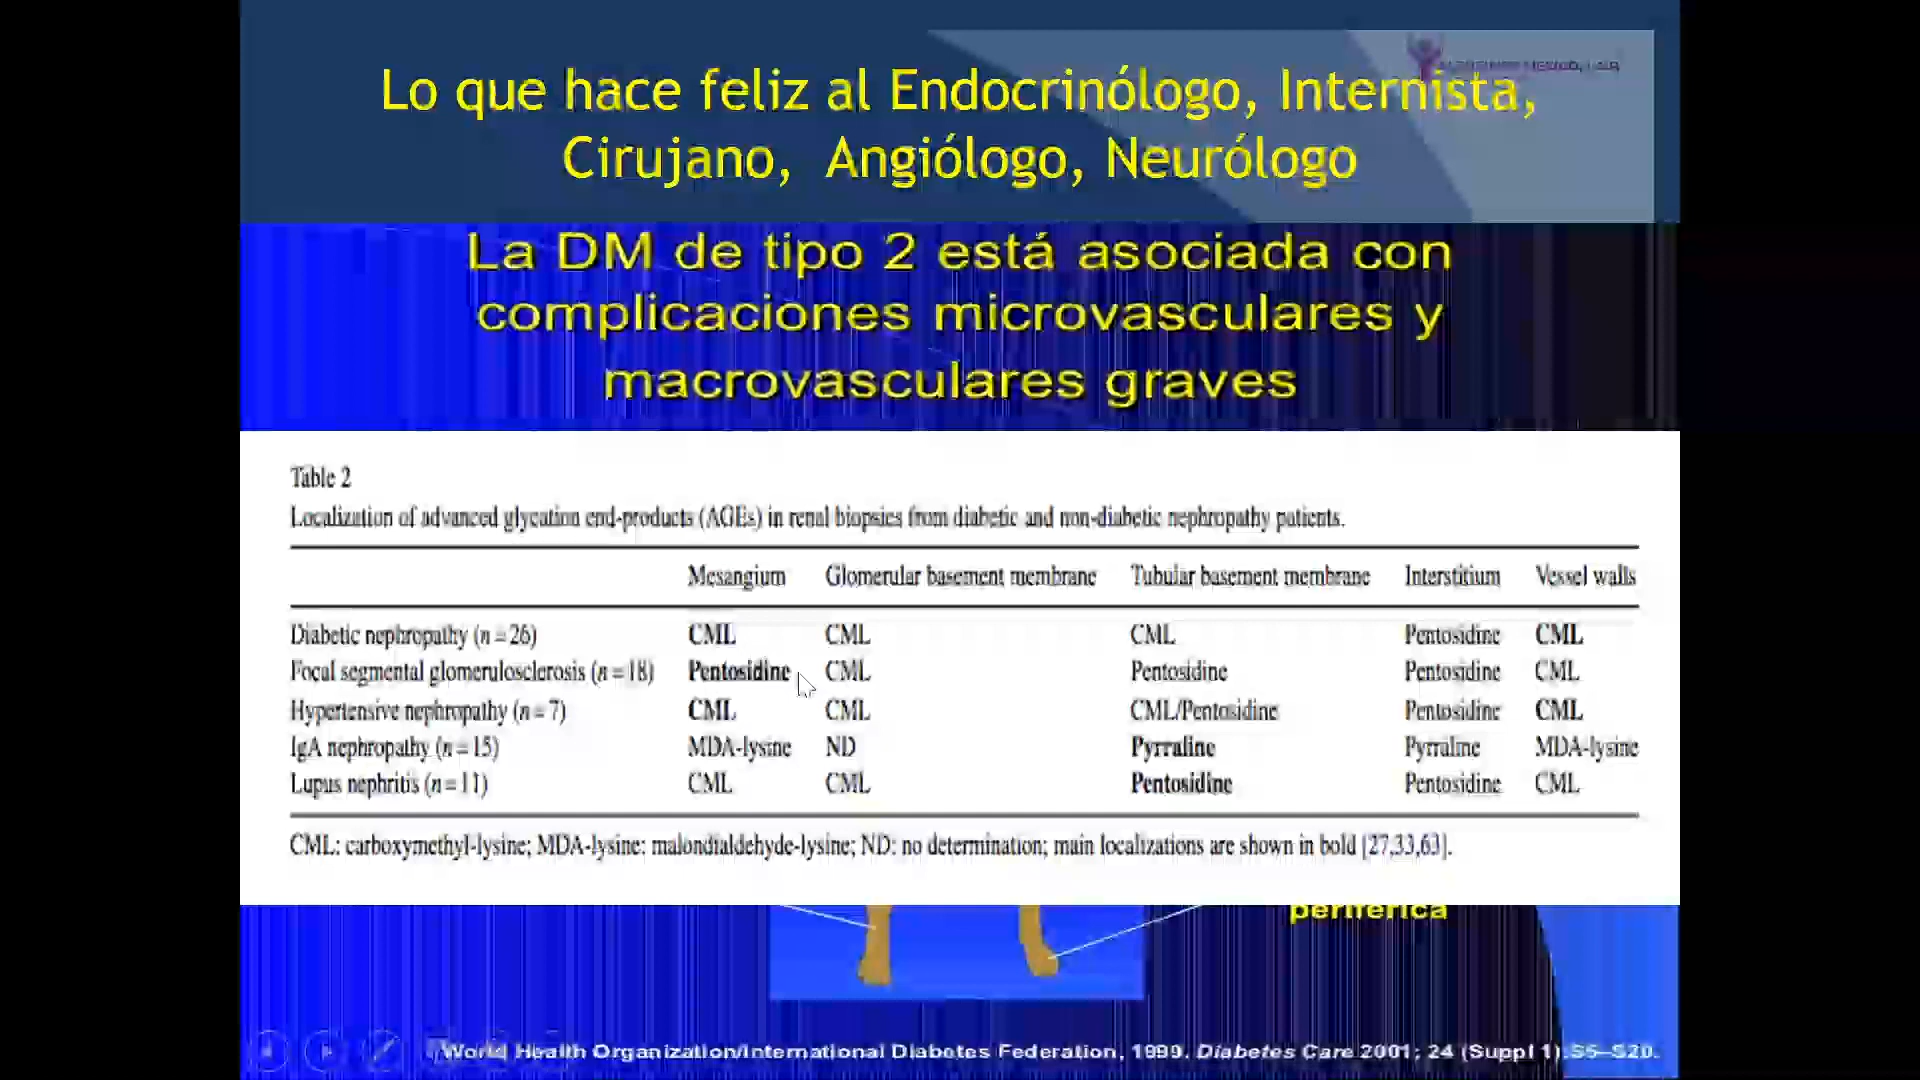 Lo que hace feliz al Endocrinólogo, Internista,
Cirujano, Angiólogo, Neurólogo
La DM de tipo 2 está asociada con
complicaciones microvasculares y
macrovasculares graves
Table 2
Localization of advanced glycation end-products (AGEs) in renal biopsies from diabetic and non-diabetic nephropathy patients.
Mesangium Glomerular basement membrane Tubular basement membrane Interstitium Vessel walls
Diabetic nephropathy (n = 26) CML CML CML Pentosidine CML
Focal segmental glomerulosclerosis (n = 18) Pentosidine CML Pentosidine Pentosidine CML
Hypertensive nephropathy (n = 7) CML CML CML/Pentosidine Pentosidine CML
IgA nephropathy (n = 15) MDA-lysine ND Pyrraline Pyrraline MDA-lysine
Lupus nephritis (n = 11) CML CML Pentosidine Pentosidine CML
CML: carboxymethyl-lysine; MDA-lysine: malondialdehyde-lysine; ND: no determination; main localizations are shown in bold [27,33,63].
periférica
World Health Organization/International Diabetes Federation, 1999. Diabetes Care 2001; 24 (Suppl 1):S5–S20.